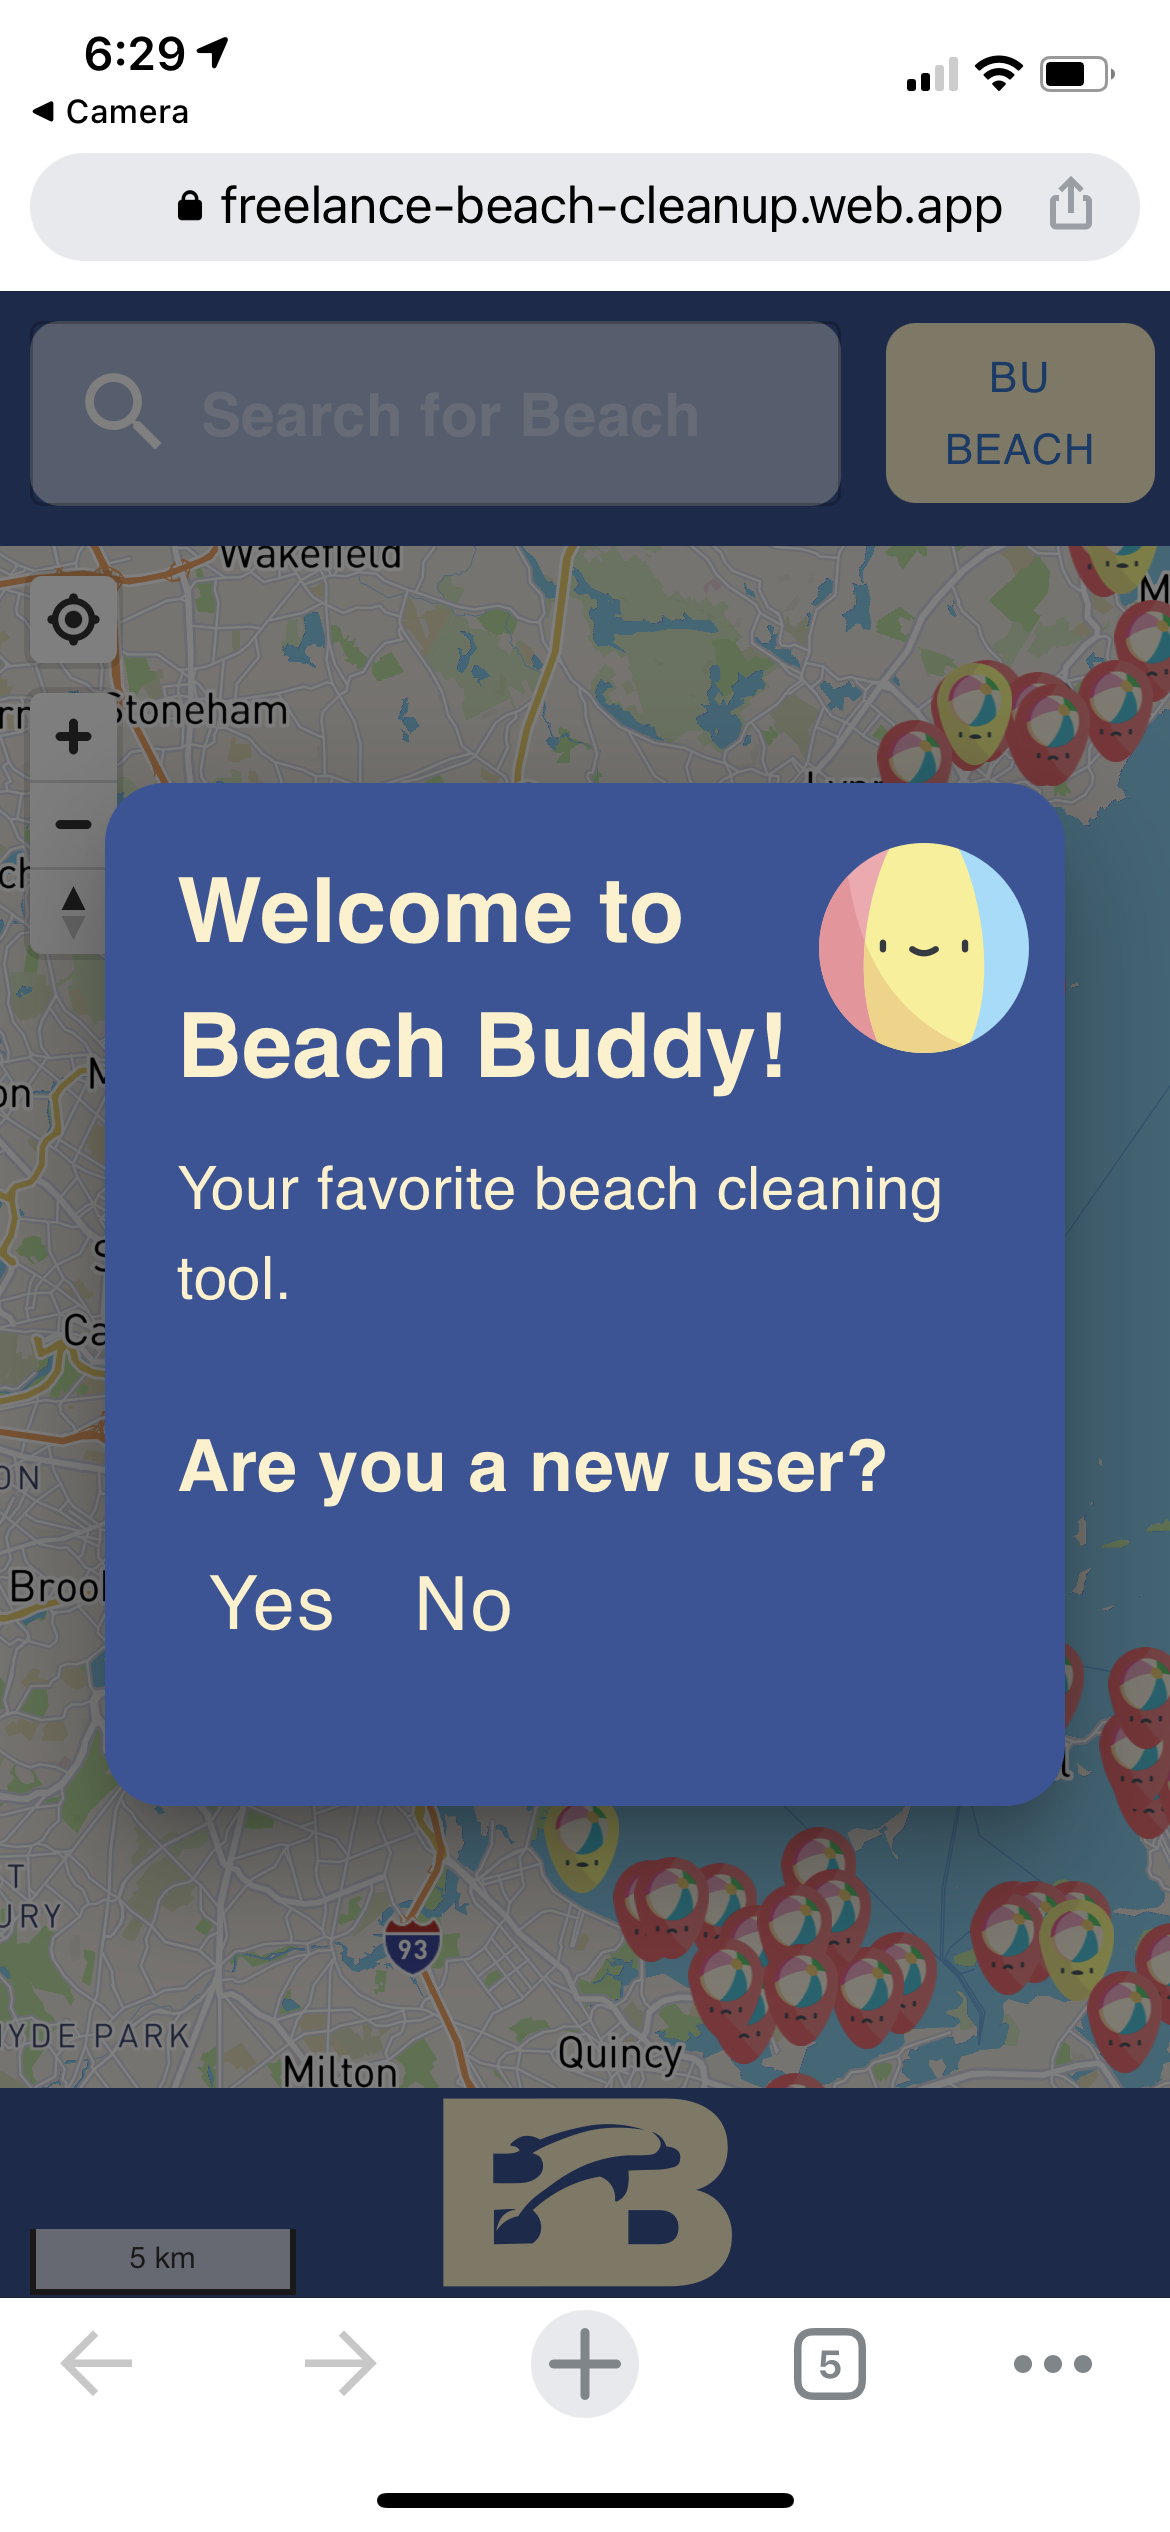 6:29
Camera
freelance-beach-cleanup.web.app
Search for Beach
BU
BEACH
Wakefield
M
Stoneham
Welcome to
Beach Buddy!
Your favorite beach cleaning
tool.
Are you a new user?
Yes No
93
HYDE PARK
Quincy
Milton
B
5 km
5